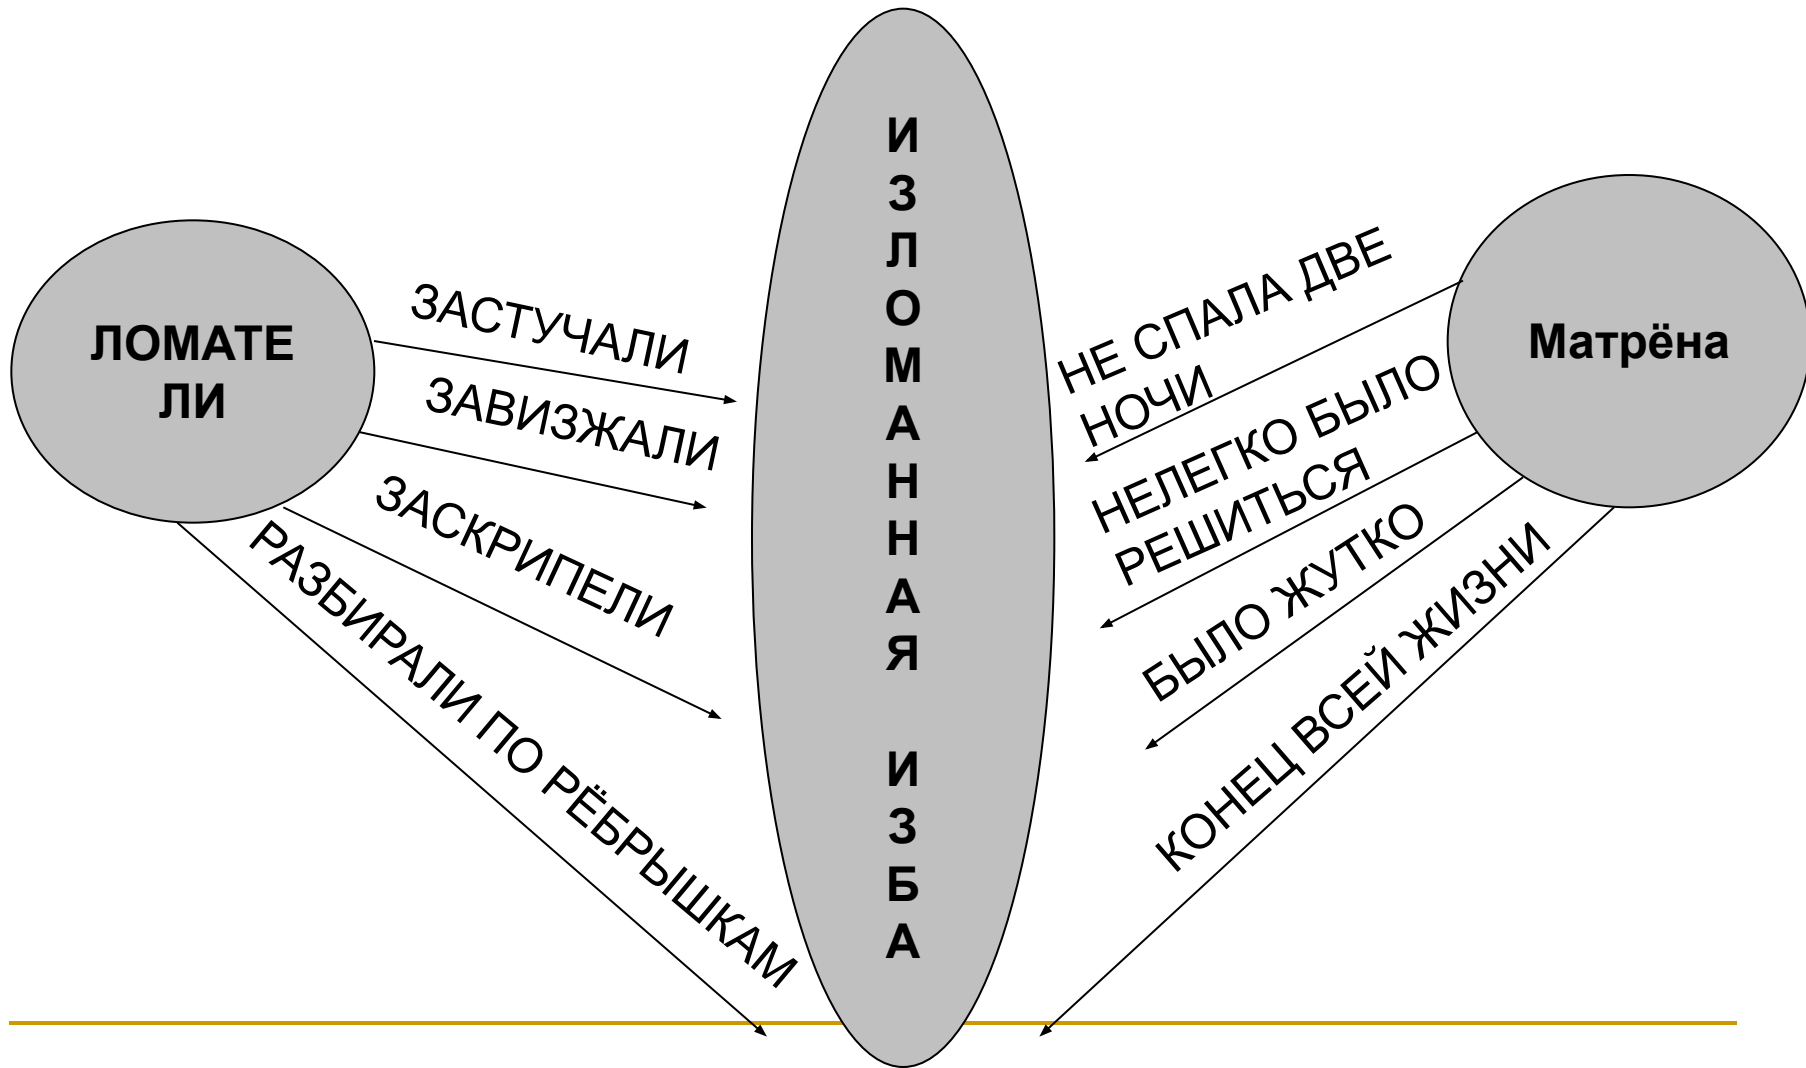 ЛОМАТЕ
ЛИ
ЗАСТУЧАЛИ
ЗАВИЗЖАЛИ
ЗАСКРИПЕЛИ
РАЗБИРАЛИ ПО РЁБРЫШКАМ
И
З
Л
О
М
А
Н
Н
А
Я
И
З
Б
А
НЕ СПАЛА ДВЕ
НОЧИ
НЕЛЕГКО БЫЛО
РЕШИТЬСЯ
БЫЛО ЖУТКО
КОНЕЦ ВСЕЙ ЖИЗНИ
Матрёна